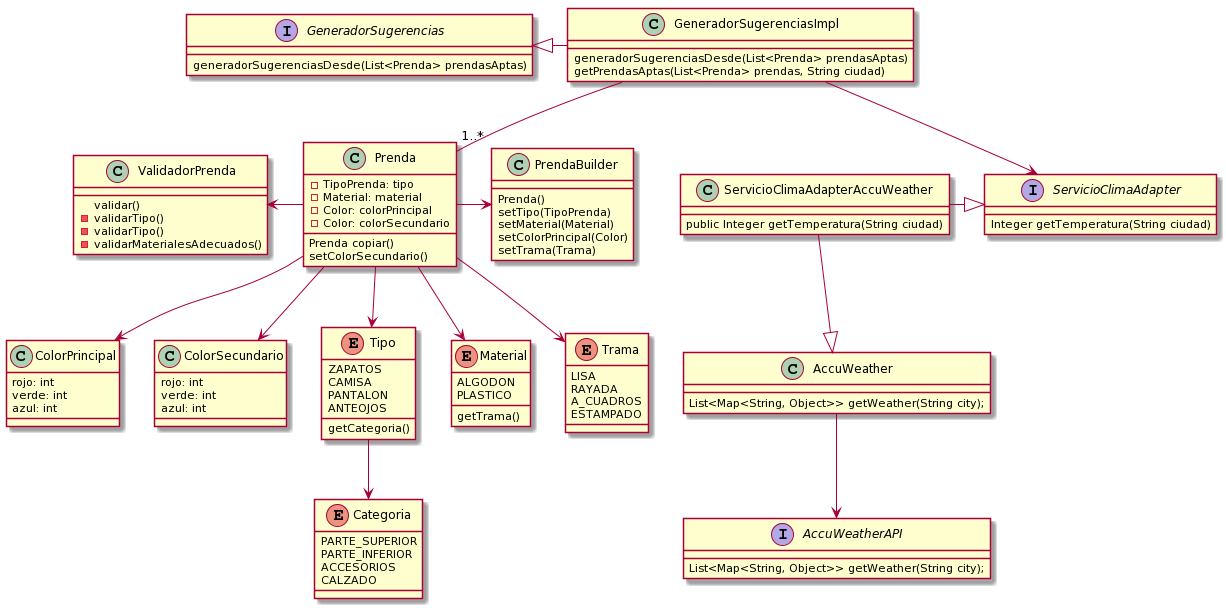 I GeneradorSugerencias
generadorSugerenciasDesde(List<Prenda> prendasAptas)
C GeneradorSugerenciasImpl
generadorSugerenciasDesde(List<Prenda> prendasAptas)
getPrendasAptas(List<Prenda> prendas, String ciudad)
1..*
C ValidadorPrenda
validar()
validarTipo()
validarTipo()
validarMaterialesAdecuados()
C Prenda
TipoPrenda: tipo
Material: material
Color: colorPrincipal
Color: colorSecundario
Prenda copiar()
setColorSecundario()
C PrendaBuilder
Prenda()
setTipo(TipoPrenda)
setMaterial(Material)
setColorPrincipal(Color)
setTrama(Trama)
C ServicioClimaAdapterAccuWeather
public Integer getTemperatura(String ciudad)
I ServicioClimaAdapter
Integer getTemperatura(String ciudad)
C ColorPrincipal
rojo: int
verde: int
azul: int
C ColorSecundario
rojo: int
verde: int
azul: int
E Tipo
ZAPATOS
CAMISA
PANTALON
ANTEOJOS
getCategoria()
E Material
ALGODON
PLASTICO
getTrama()
E Trama
LISA
RAYADA
A_CUADROS
ESTAMPADO
C AccuWeather
List<Map<String, Object>> getWeather(String city);
E Categoria
PARTE_SUPERIOR
PARTE_INFERIOR
ACCESORIOS
CALZADO
I AccuWeatherAPI
List<Map<String, Object>> getWeather(String city);